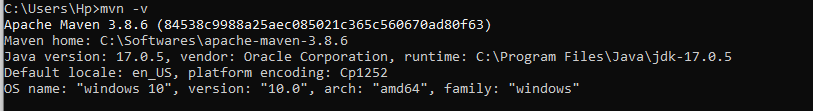 C:\Users\Hp>mvn -v
Apache Maven 3.8.6 (84538c9988a25aec085021c365c560670ad80f63)
Maven home: C:\Softwares\apache-maven-3.8.6
Java version: 17.0.5, vendor: Oracle Corporation, runtime: C:\Program Files\Java\jdk-17.0.5
Default locale: en_US, platform encoding: Cp1252
OS name: "windows 10", version: "10.0", arch: "amd64", family: "windows"